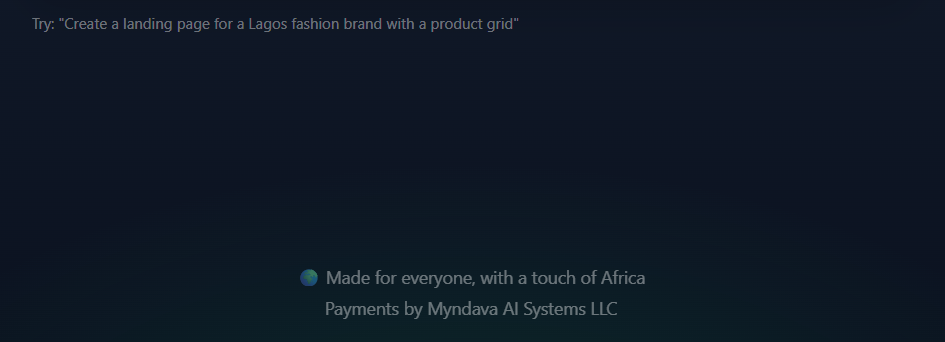 Try: "Create a landing page for a Lagos fashion brand with a product grid"
🌍 Made for everyone, with a touch of Africa
Payments by Myndava AI Systems LLC